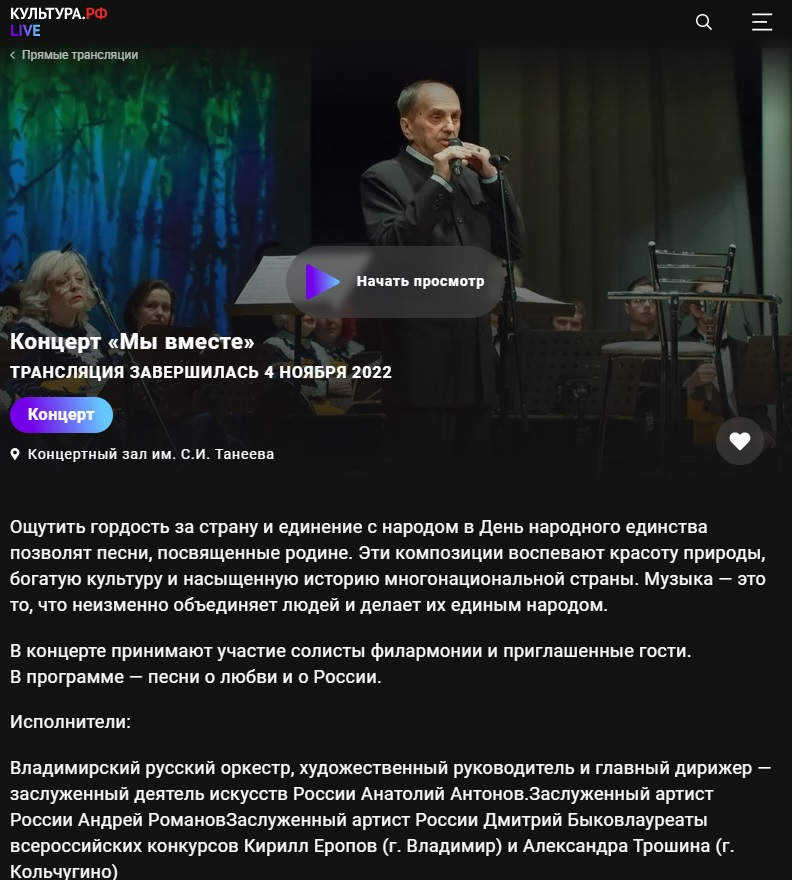 КУЛЬТУРА.РФ
LIVE
Прямые трансляции
Начать просмотр
Концерт «Мы вместе»
ТРАНСЛЯЦИЯ ЗАВЕРШИЛАСЬ 4 НОЯБРЯ 2022
Концерт
Концертный зал им. С.И. Танеева
Ощутить гордость за страну и единение с народом в День народного единства
позволят песни, посвященные родине. Эти композиции воспевают красоту природы,
богатую культуру и насыщенную историю многонациональной страны. Музыка — это
то, что неизменно объединяет людей и делает их единым народом.
В концерте принимают участие солисты филармонии и приглашенные гости.
В программе — песни о любви и о России.
Исполнители:
Владимирский русский оркестр, художественный руководитель и главный дирижер —
заслуженный деятель искусств России Анатолий Антонов.Заслуженный артист
России Андрей РомановЗаслуженный артист России Дмитрий Быковлауреаты
всероссийских конкурсов Кирилл Еропов (г. Владимир) и Александра Трошина (г.
Кольчугино)